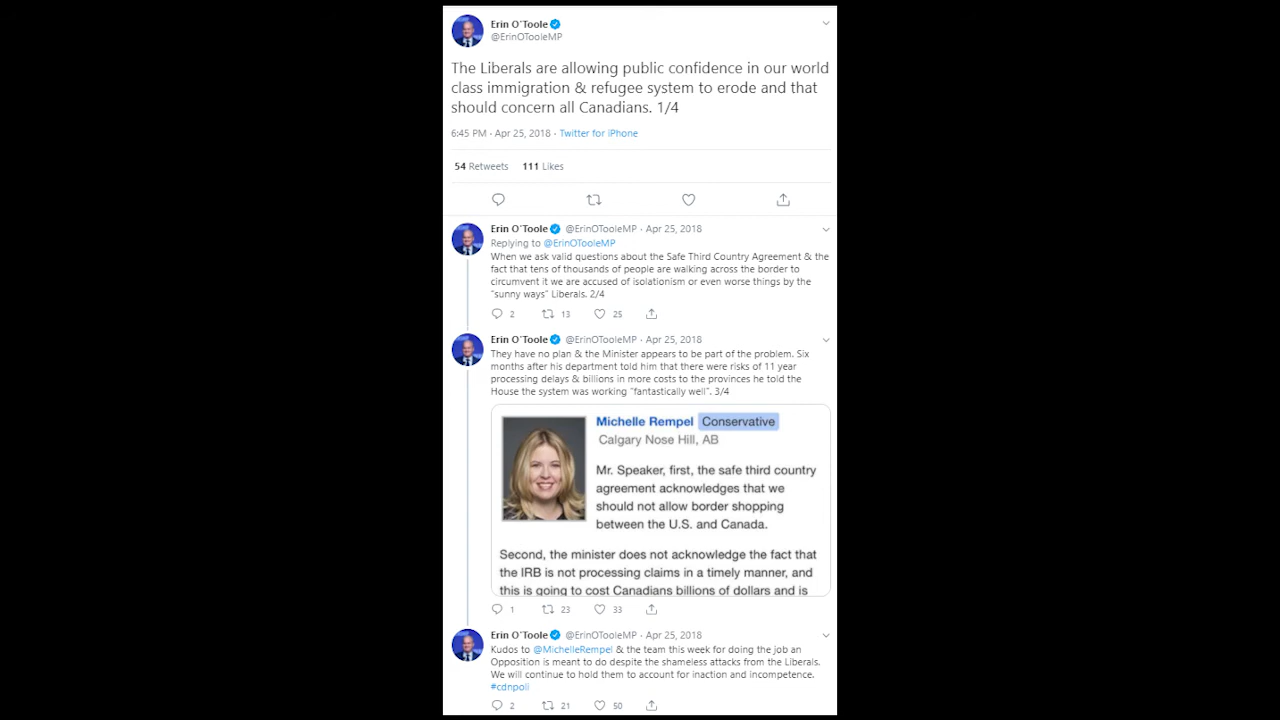 Erin O'Toole
@ErinOTooleMP
The Liberals are allowing public confidence in our world
class immigration & refugee system to erode and that
should concern all Canadians. 1/4
6:45 PM · Apr 25, 2018 · Twitter for iPhone
54 Retweets 111 Likes
Erin O'Toole @ErinOTooleMP · Apr 25, 2018
Replying to @ErinOTooleMP
When we ask valid questions about the Safe Third Country Agreement & the
fact that tens of thousands of people are walking across the border to
circumvent it we are accused of isolationism or even worse things by the
"sunny ways" Liberals. 2/4
2 13 25
Erin O'Toole @ErinOTooleMP · Apr 25, 2018
They have no plan & the Minister appears to be part of the problem. Six
months after his department told him that there were risks of 11 year
processing delays & billions in more costs to the provinces he told the
House the system was working "fantastically well". 3/4
Michelle Rempel Conservative
Calgary Nose Hill, AB
Mr. Speaker, first, the safe third country
agreement acknowledges that we
should not allow border shopping
between the U.S. and Canada.
Second, the minister does not acknowledge the fact that
the IRB is not processing claims in a timely manner, and
this is going to cost Canadians billions of dollars and is
1 23 33
Erin O'Toole @ErinOTooleMP · Apr 25, 2018
Kudos to @MichelleRempel & the team this week for doing the job an
Opposition is meant to do despite the shameless attacks from the Liberals.
We will continue to hold them to account for inaction and incompetence.
#cdnpoli
2 21 50